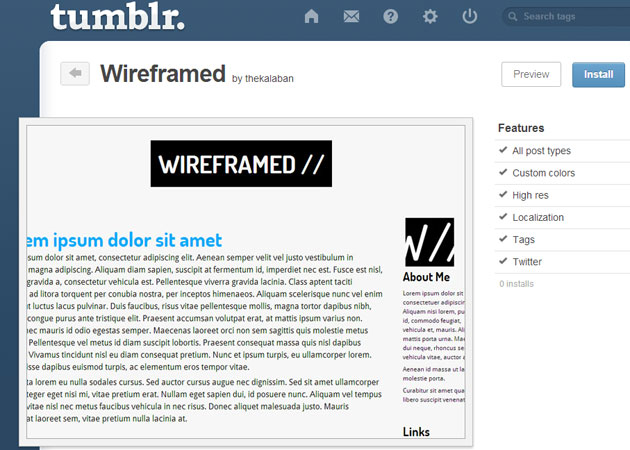 tumblr.
Search tags
Wireframed by thekalaban
Preview
Install
WIREFRAMED //
em ipsum dolor sit amet
sum dolor sit amet, consectetur adipiscing elit. Aenean semper velit vel justo vestibulum in
magna adipiscing. Aliquam diam sapien, suscipit at fermentum id, imperdiet nec est. Fusce est nisl,
gravida a, consectetur vehicula est. Pellentesque viverra gravida lacinia. Class aptent taciti
ad litora torquent per conubia nostra, per inceptos himenaeos. Aliquam scelerisque nunc vel enim
at luctus lacus pulvinar. Duis faucibus, risus vitae pellentesque mollis, magna tortor dapibus nibh,
congue purus ante tristique elit. Praesent accumsan volutpat erat, at mattis ipsum varius non.
nec mauris id odio egestas semper. Maecenas laoreet orci non sem sagittis quis molestie metus
Pellentesque vel metus id diam suscipit lobortis. Praesent consequat massa quis nisl dapibus
Vivamus tincidunt nisl eu diam consequat pretium. Nunc et ipsum turpis, eu ullamcorper lorem.
isse dapibus euismod turpis, ac elementum eros tempor vitae.
ta lorem eu nulla sodales cursus. Sed auctor cursus augue nec dignissim. Sed sit amet ullamcorper
teger eget nisi mi, vitae pretium erat. Nullam eget sapien dui, id posuere nunc. Aliquam vel tempus
vitae nisl nec metus faucibus vehicula in nec risus. Donec aliquet malesuada justo. Mauris
at laoreet sem, vitae pretium nulla lacinia at.
W //
About Me
Lorem ipsum dolor sit
consectetuer adipiscin
Aliquam nisi lorem, pu
id, commodo feugiat,
vehicula et, mauris. Ali
mattis porta urna. Mae
dui neque, rhoncus se
vehicula vitae, auctor a
Aenean id massa ut la
molestie porta.
Curabitur sit amet qua
libero suscipit venenat
Links
Features
All post types
Custom colors
High res
Localization
Tags
Twitter
0 installs